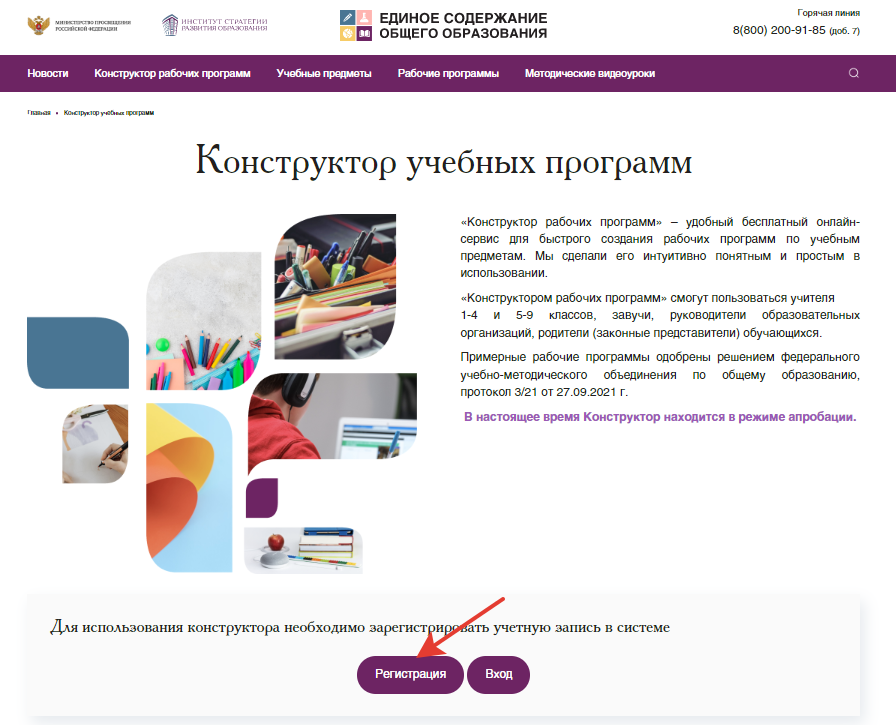 МИНИСТЕРСТВО ПРОСВЕЩЕНИЯ
РОССИЙСКОЙ ФЕДЕРАЦИИ
ИНСТИТУТ СТРАТЕГИИ
РАЗВИТИЯ ОБРАЗОВАНИЯ
ЕДИНОЕ СОДЕРЖАНИЕ
ОБЩЕГО ОБРАЗОВАНИЯ
Горячая линия
8(800) 200-91-85 (доб. 7)
Новости Конструктор рабочих программ Учебные предметы Рабочие программы Методические видеоуроки
Главная • Конструктор учебных программ
Конструктор учебных программ
«Конструктор рабочих программ» – удобный бесплатный онлайн-
сервис для быстрого создания рабочих программ по учебным
предметам. Мы сделали его интуитивно понятным и простым в
использовании.
«Конструктором рабочих программ» смогут пользоваться учителя
1-4 и 5-9 классов, завучи, руководители образовательных
организаций, родители (законные представители) обучающихся.
Примерные рабочие программы одобрены решением федерального
учебно-методического объединения по общему образованию,
протокол 3/21 от 27.09.2021 г.
В настоящее время Конструктор находится в режиме апробации.
Для использования конструктора необходимо зарегистрировать учетную запись в системе
Регистрация Вход